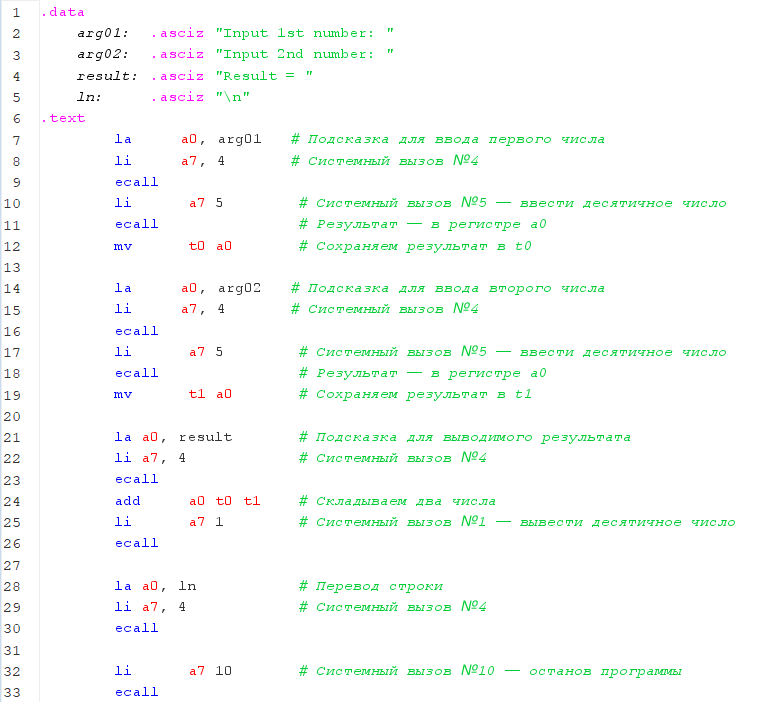 1 .data
2     arg01:  .asciz "Input 1st number: "
3     arg02:  .asciz "Input 2nd number: "
4     result: .asciz "Result = "
5     ln:     .asciz "\n"
6 .text
7         la      a0, arg01   # Подсказка для ввода первого числа
8         li      a7, 4       # Системный вызов №4
9         ecall
10         li       a7 5        # Системный вызов №5 — ввести десятичное число
11         ecall                # Результат — в регистре a0
12         mv       t0 a0       # Сохраняем результат в t0
13
14         la      a0, arg02   # Подсказка для ввода второго числа
15         li      a7, 4       # Системный вызов №4
16         ecall
17         li       a7 5        # Системный вызов №5 — ввести десятичное число
18         ecall                # Результат — в регистре a0
19         mv       t1 a0       # Сохраняем результат в t1
20
21         la a0, result        # Подсказка для выводимого результата
22         li a7, 4             # Системный вызов №4
23         ecall
24         add      a0 t0 t1    # Складываем два числа
25         li       a7 1        # Системный вызов №1 — вывести десятичное число
26         ecall
27
28         la a0, ln            # Перевод строки
29         li a7, 4             # Системный вызов №4
30         ecall
31
32         li       a7 10       # Системный вызов №10 — останов программы
33         ecall